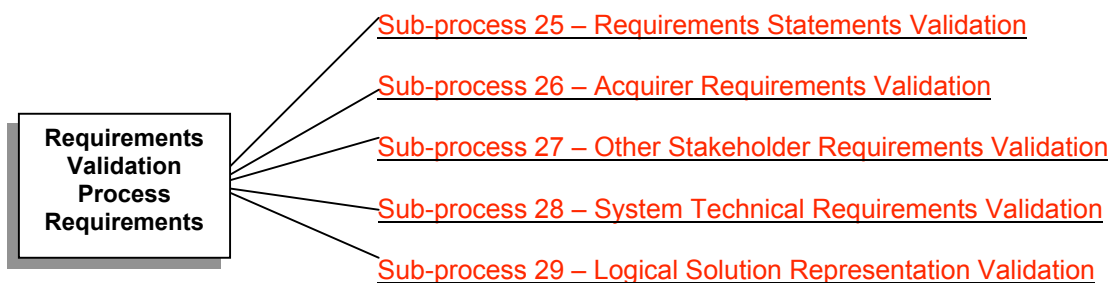 Sub-process 25 – Requirements Statements Validation
Sub-process 26 – Acquirer Requirements Validation
Requirements
Validation
Process
Requirements
Sub-process 27 – Other Stakeholder Requirements Validation
Sub-process 28 – System Technical Requirements Validation
Sub-process 29 – Logical Solution Representation Validation